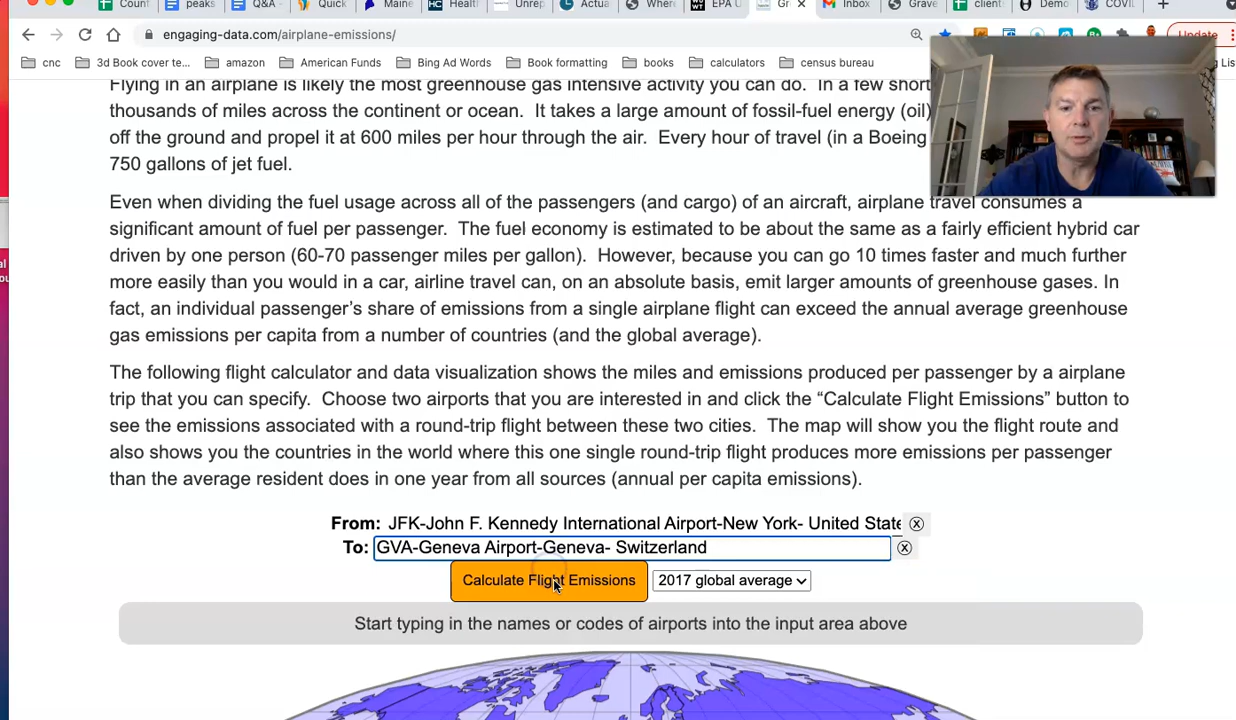 Count peaks Q&A - Quick Maine Health Unrep Actua Where EPA U Gr Inbox Grave client Demo COVI
engaging-data.com/airplane-emissions/ Update
cnc 3d Book cover te... amazon American Funds Bing Ad Words Book formatting books calculators census bureau
Flying in an airplane is likely the most greenhouse gas intensive activity you can do. In a few short
thousands of miles across the continent or ocean. It takes a large amount of fossil-fuel energy (oil)
off the ground and propel it at 600 miles per hour through the air. Every hour of travel (in a Boeing
750 gallons of jet fuel.
Even when dividing the fuel usage across all of the passengers (and cargo) of an aircraft, airplane travel consumes a
significant amount of fuel per passenger. The fuel economy is estimated to be about the same as a fairly efficient hybrid car
driven by one person (60-70 passenger miles per gallon). However, because you can go 10 times faster and much further
more easily than you would in a car, airline travel can, on an absolute basis, emit larger amounts of greenhouse gases. In
fact, an individual passenger's share of emissions from a single airplane flight can exceed the annual average greenhouse
gas emissions per capita from a number of countries (and the global average).
The following flight calculator and data visualization shows the miles and emissions produced per passenger by a airplane
trip that you can specify. Choose two airports that you are interested in and click the “Calculate Flight Emissions” button to
see the emissions associated with a round-trip flight between these two cities. The map will show you the flight route and
also shows you the countries in the world where this one single round-trip flight produces more emissions per passenger
than the average resident does in one year from all sources (annual per capita emissions).
From: JFK-John F. Kennedy International Airport-New York- United State
To: GVA-Geneva Airport-Geneva- Switzerland
Calculate Flight Emissions 2017 global average
Start typing in the names or codes of airports into the input area above